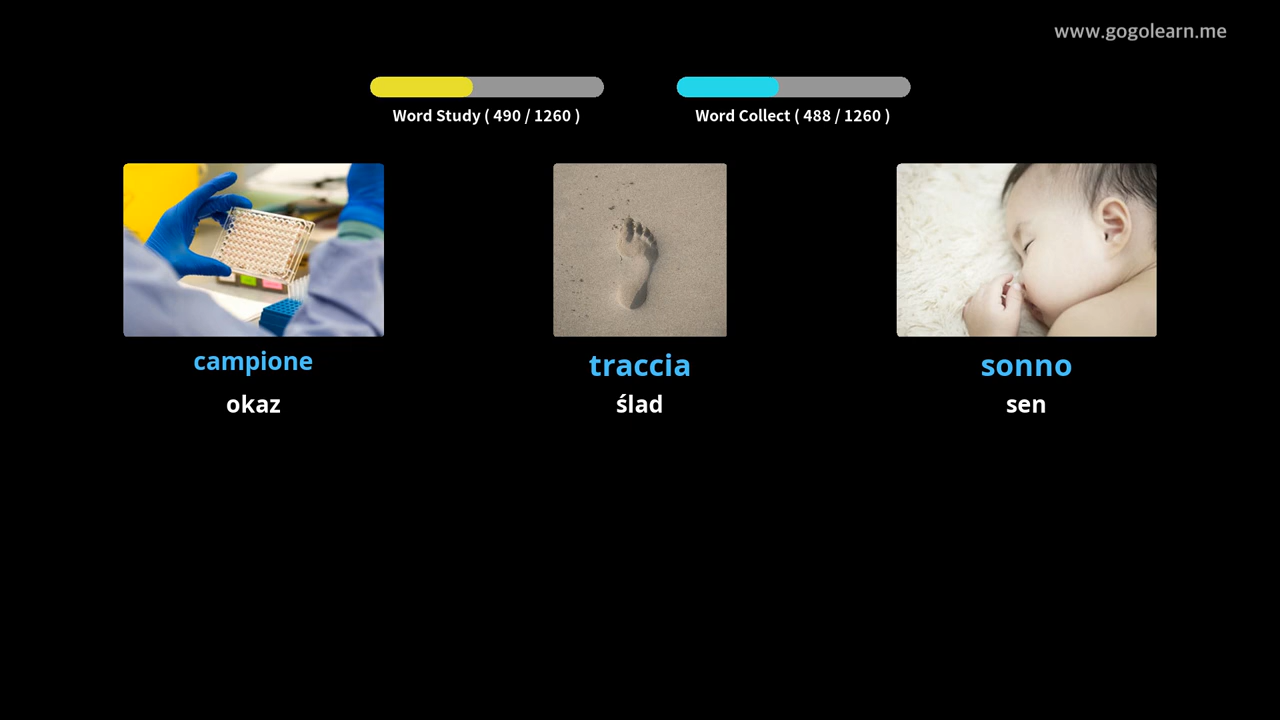 www.gogolearn.me
Word Study ( 490 / 1260 )
Word Collect ( 488 / 1260 )
campione
traccia
sonno
okaz
ślad
sen